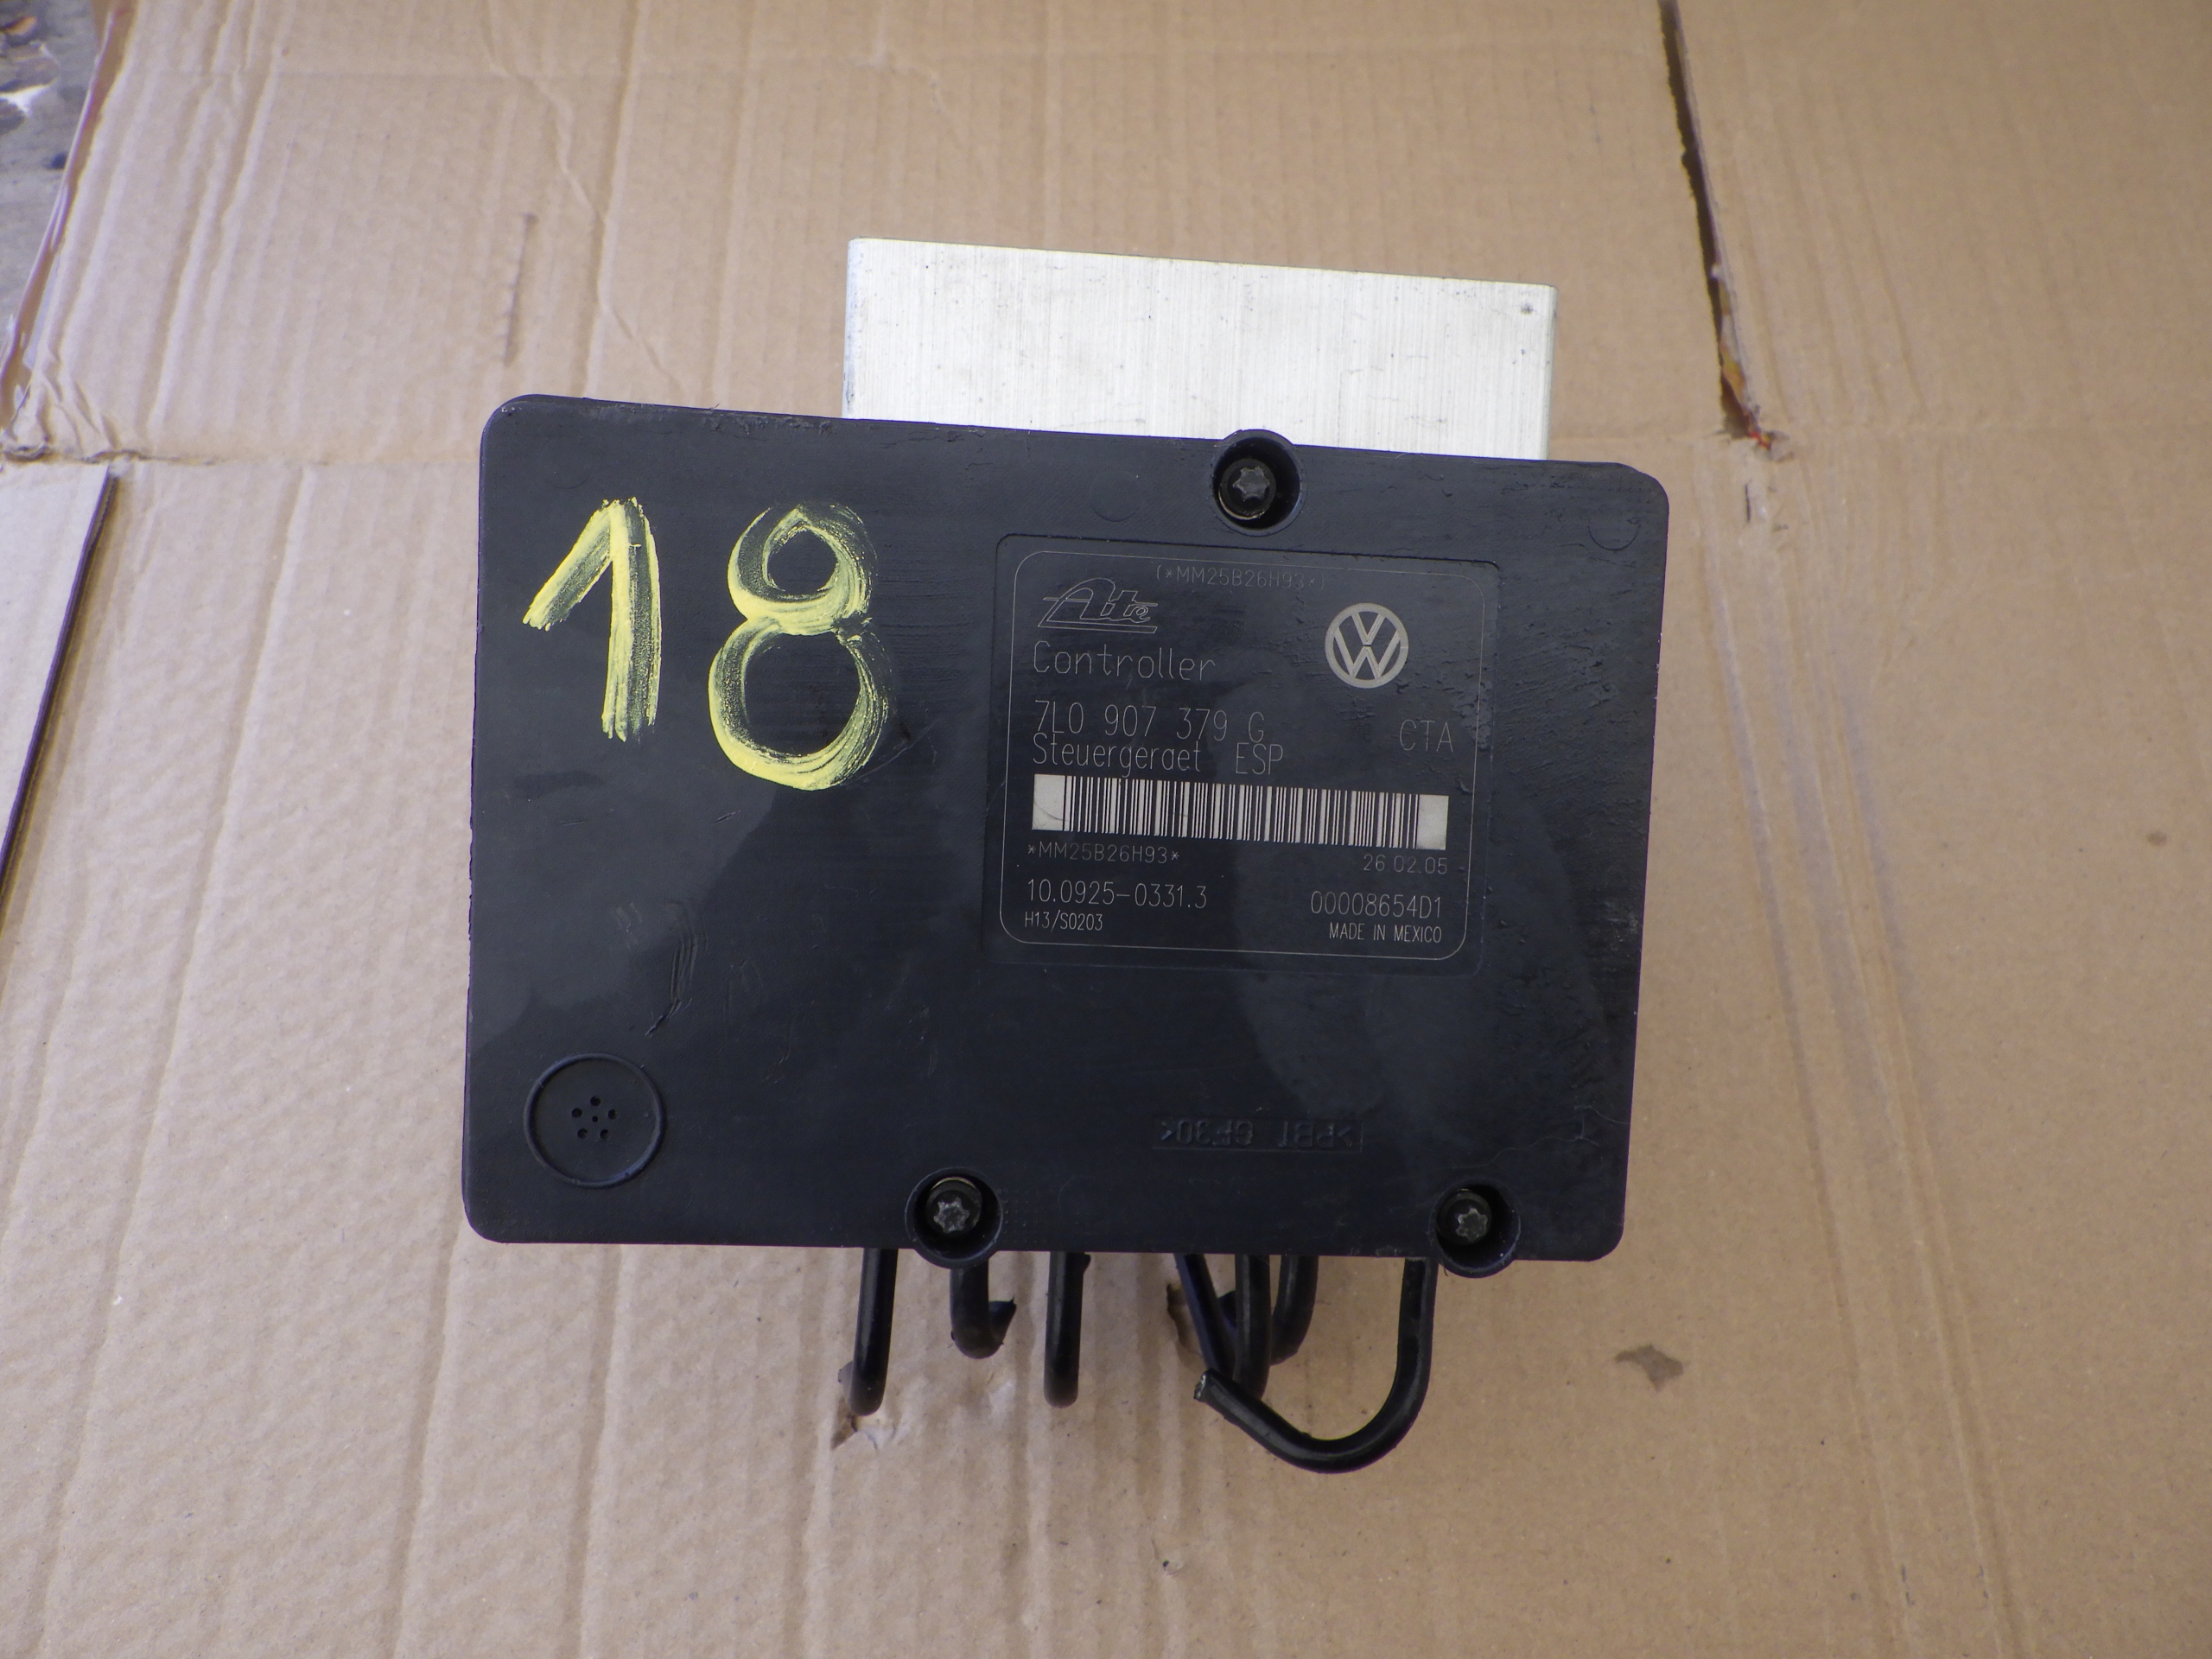 18
(*MM25B26H93*)
Ate
Controller
7L0 907 379 G CTA
Steuergeraet ESP
*MM25B26H93* 26.02.05
10.0925-0331.3 00008654D1
H13/S0203 MADE IN MEXICO
>PBT GF30<